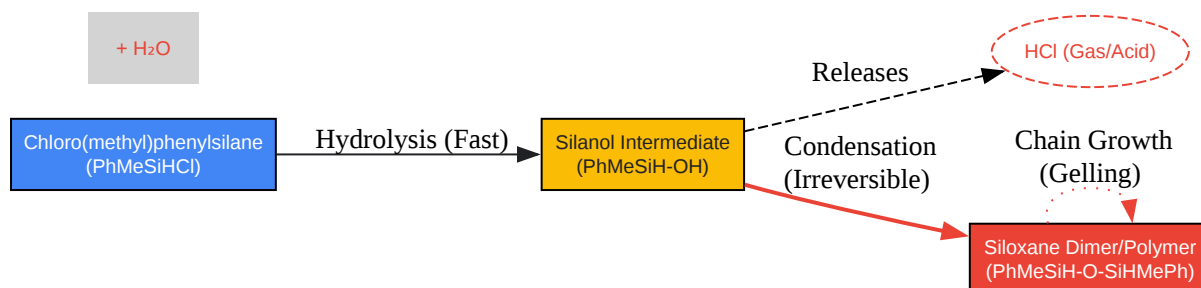 + H₂O
Chloro(methyl)phenylsilane
(PhMeSiHCl)
Hydrolysis (Fast)
Silanol Intermediate
(PhMeSiH-OH)
Releases
HCl (Gas/Acid)
Condensation
(Irreversible)
Chain Growth
(Gelling)
Siloxane Dimer/Polymer
(PhMeSiH-O-SiHMePh)